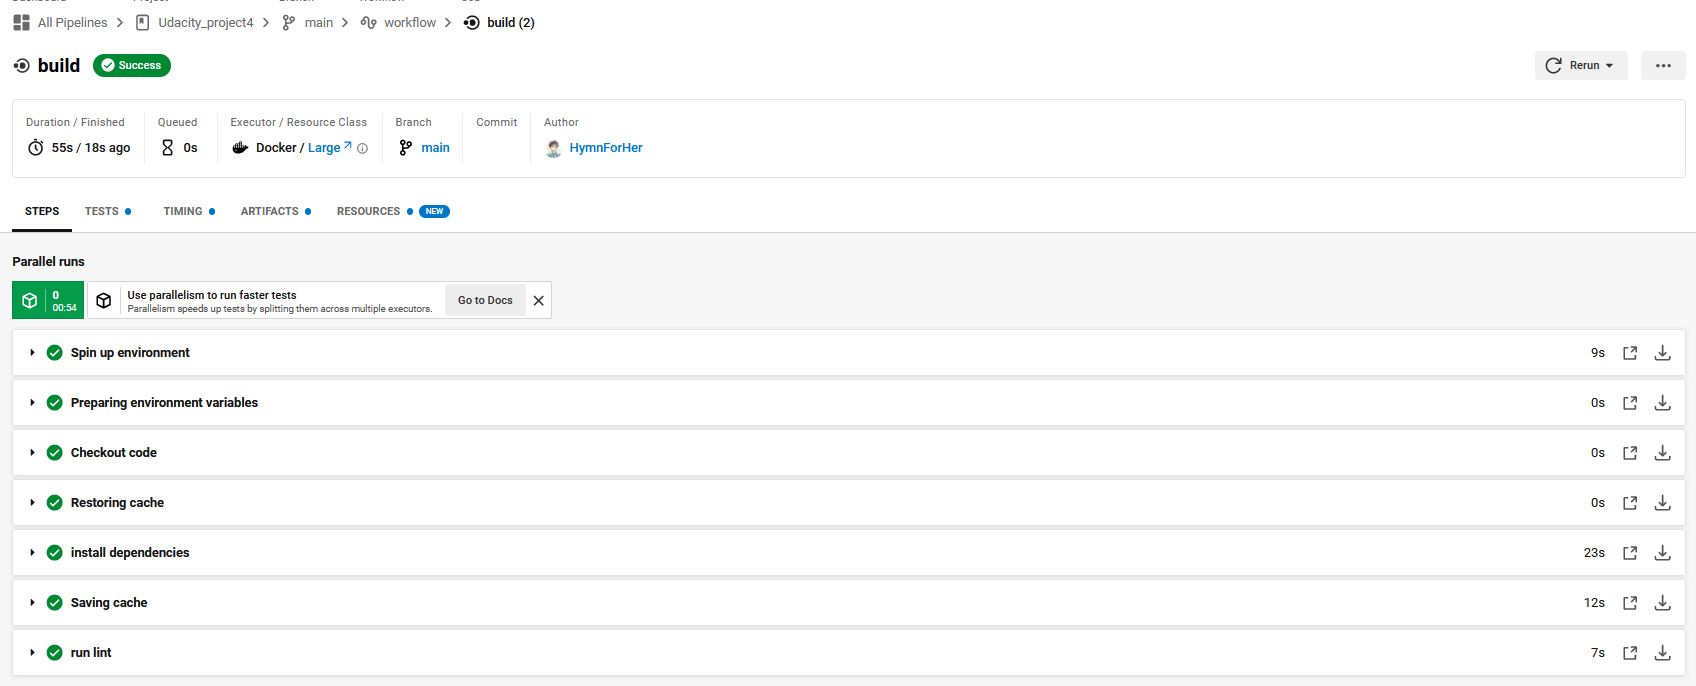 All Pipelines Udacity_project4 main workflow build (2)
build Success Rerun
Duration / Finished Queued Executor / Resource Class Branch Commit Author
55s / 18s ago 0s Docker / Large main HymnForHer
STEPS TESTS TIMING ARTIFACTS RESOURCES NEW
Parallel runs
0
00:54
Use parallelism to run faster tests
Parallelism speeds up tests by splitting them across multiple executors.
Go to Docs
Spin up environment 9s
Preparing environment variables 0s
Checkout code 0s
Restoring cache 0s
install dependencies 23s
Saving cache 12s
run lint 7s